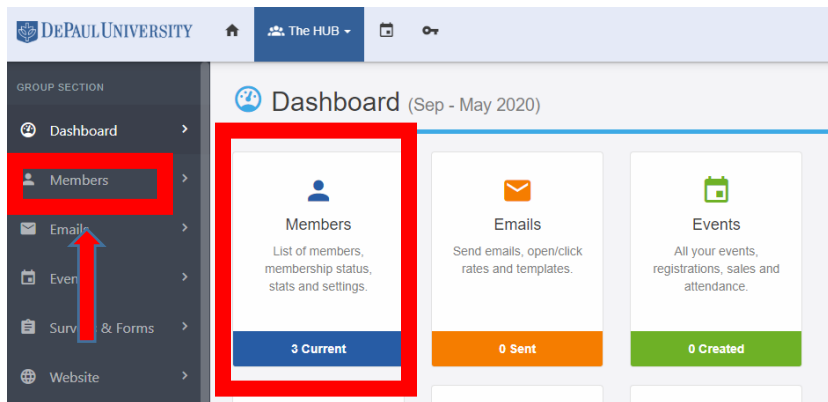 DEPAUL UNIVERSITY
The HUB
GROUP SECTION
Dashboard
Members
Emails
Surveys & Forms
Website
Dashboard (Sep - May 2020)
Members
List of members,
membership status,
stats and settings.
3 Current
Emails
Send emails, open/click
rates and templates.
0 Sent
Events
All your events,
registrations, sales and
attendance.
0 Created